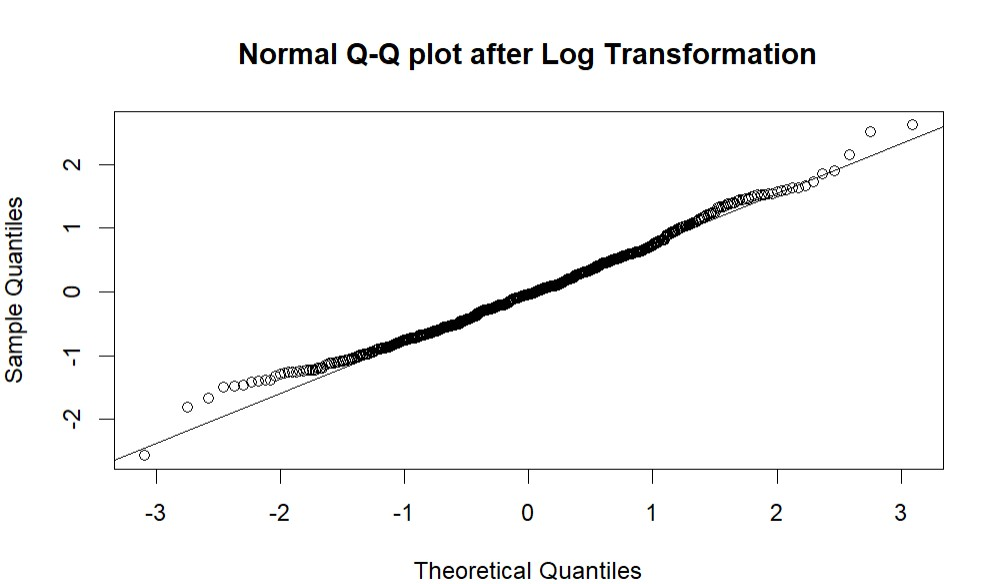 Normal Q-Q plot after Log Transformation
Sample Quantiles
2
1
0
-1
-2
-3 -2 -1 0 1 2 3
Theoretical Quantiles